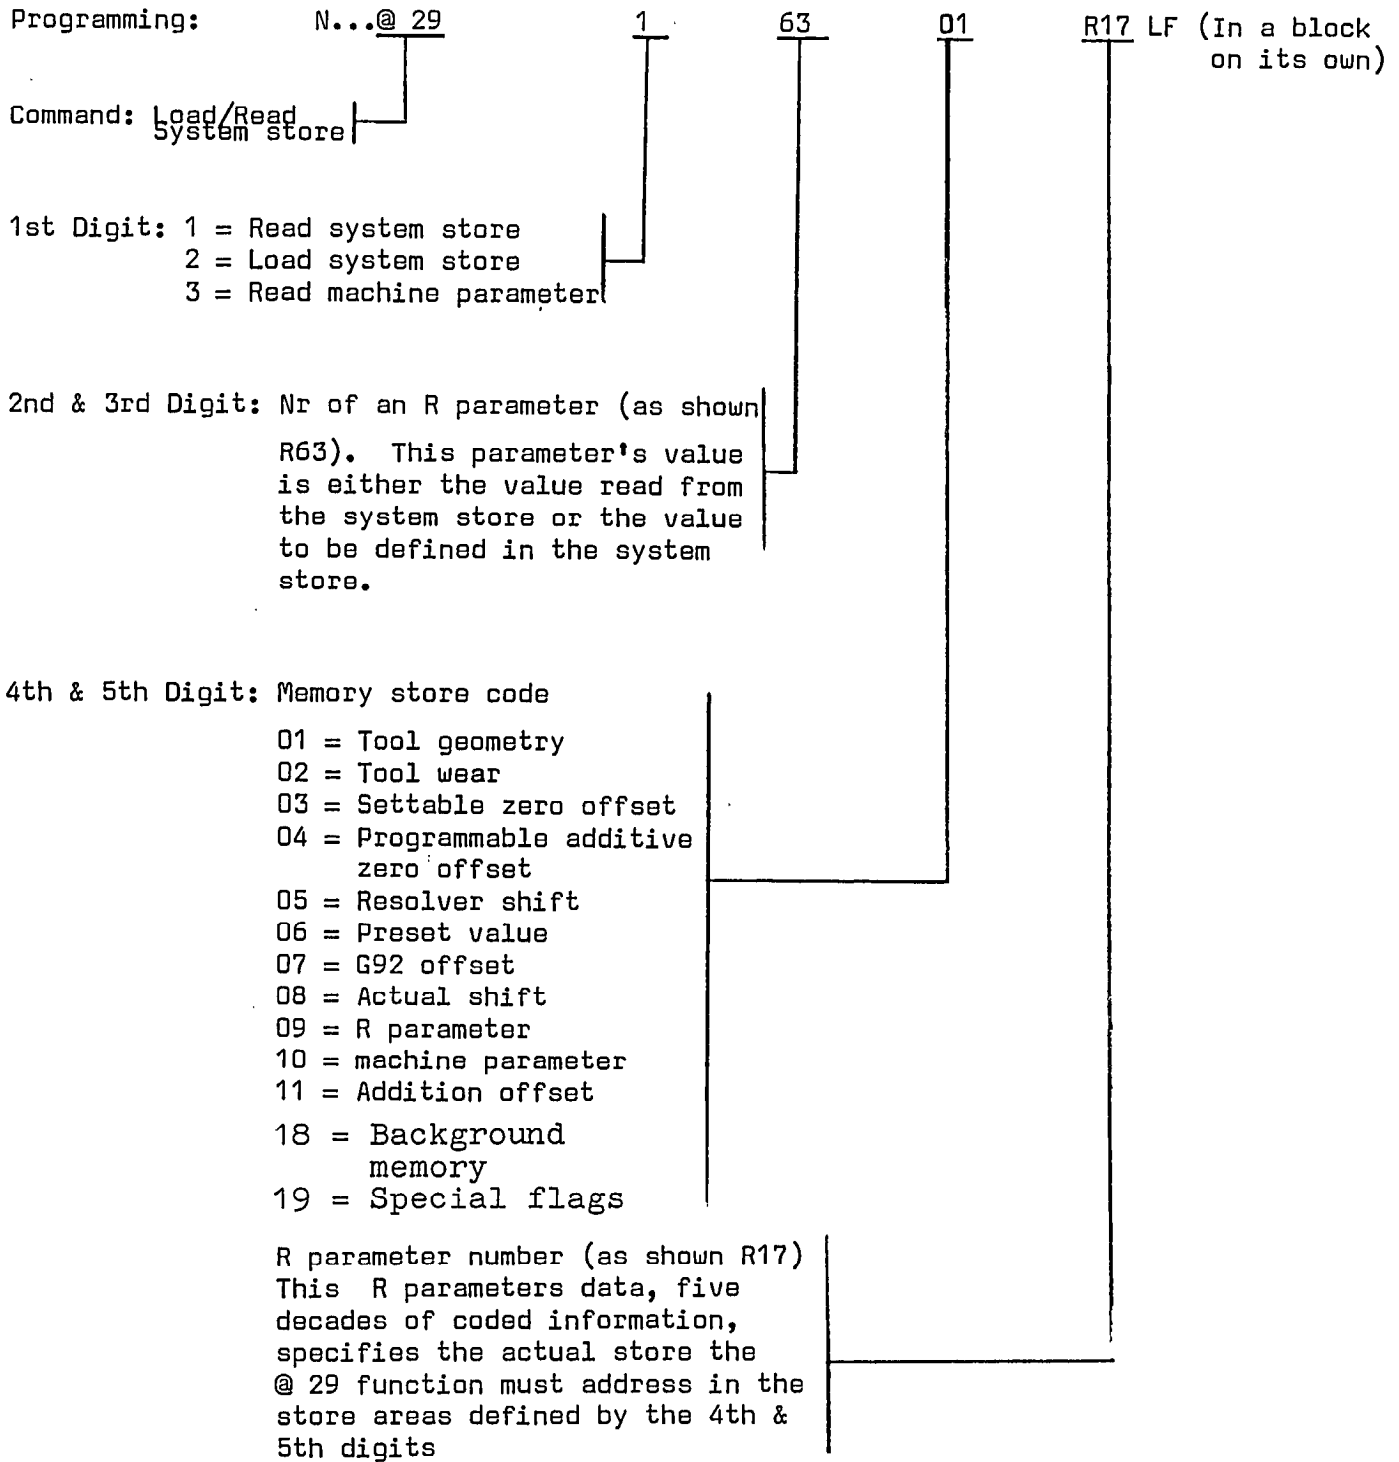 Programming: N...@ 29 1 63 01 R17 LF (In a block
on its own)
Command: Load/Read
System store
1st Digit: 1 = Read system store
2 = Load system store
3 = Read machine parameter
2nd & 3rd Digit: Nr of an R parameter (as shown
R63). This parameter's value
is either the value read from
the system store or the value
to be defined in the system
store.
4th & 5th Digit: Memory store code
01 = Tool geometry
02 = Tool wear
03 = Settable zero offset
04 = Programmable additive
zero offset
05 = Resolver shift
06 = Preset value
07 = G92 offset
08 = Actual shift
09 = R parameter
10 = machine parameter
11 = Addition offset
18 = Background
memory
19 = Special flags
R parameter number (as shown R17)
This R parameters data, five
decades of coded information,
specifies the actual store the
@ 29 function must address in the
store areas defined by the 4th &
5th digits